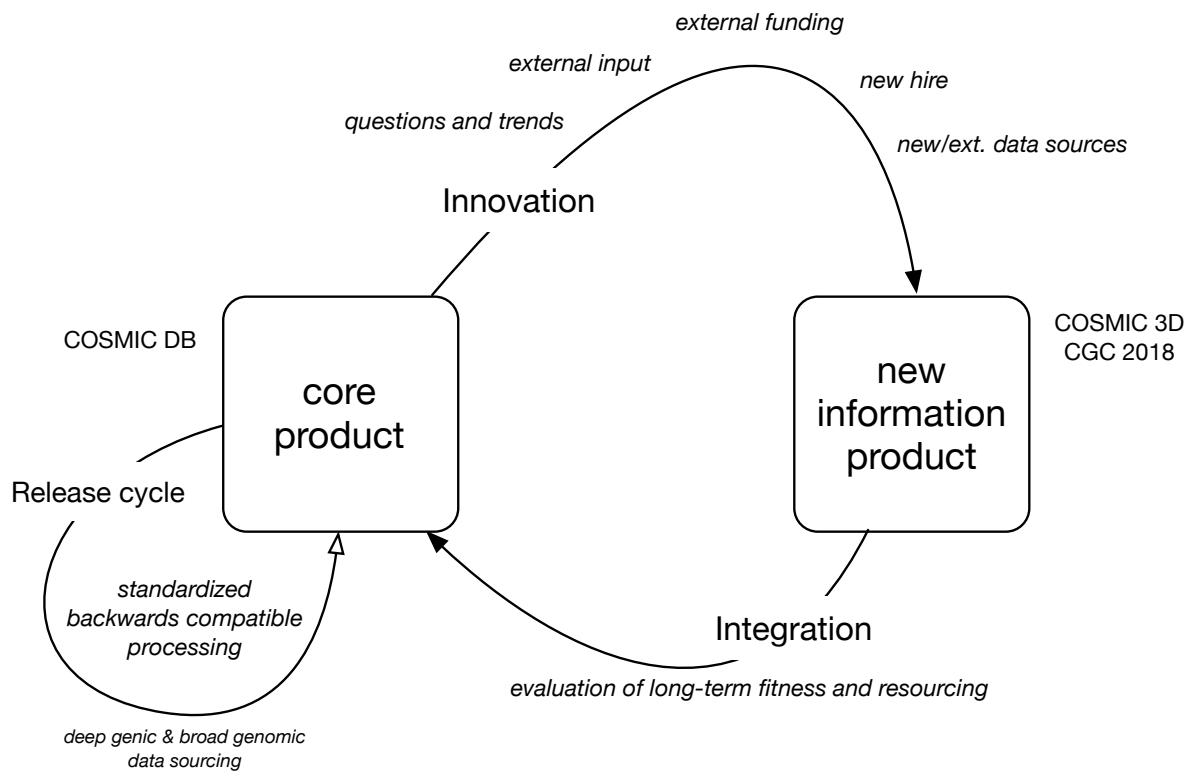 external funding
external input
new hire
questions and trends
new/ext. data sources
Innovation
COSMIC DB
core
product
new
information
product
COSMIC 3D
CGC 2018
Release cycle
standardized
backwards compatible
processing
Integration
evaluation of long-term fitness and resourcing
deep genic & broad genomic
data sourcing